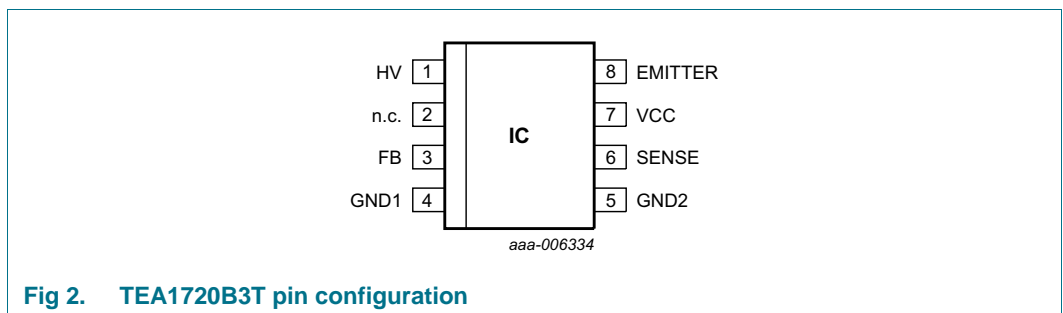 HV 1 8 EMITTER
n.c. 2 7 VCC
IC
FB 3 6 SENSE
GND1 4 5 GND2
aaa-006334
Fig 2. TEA1720B3T pin configuration